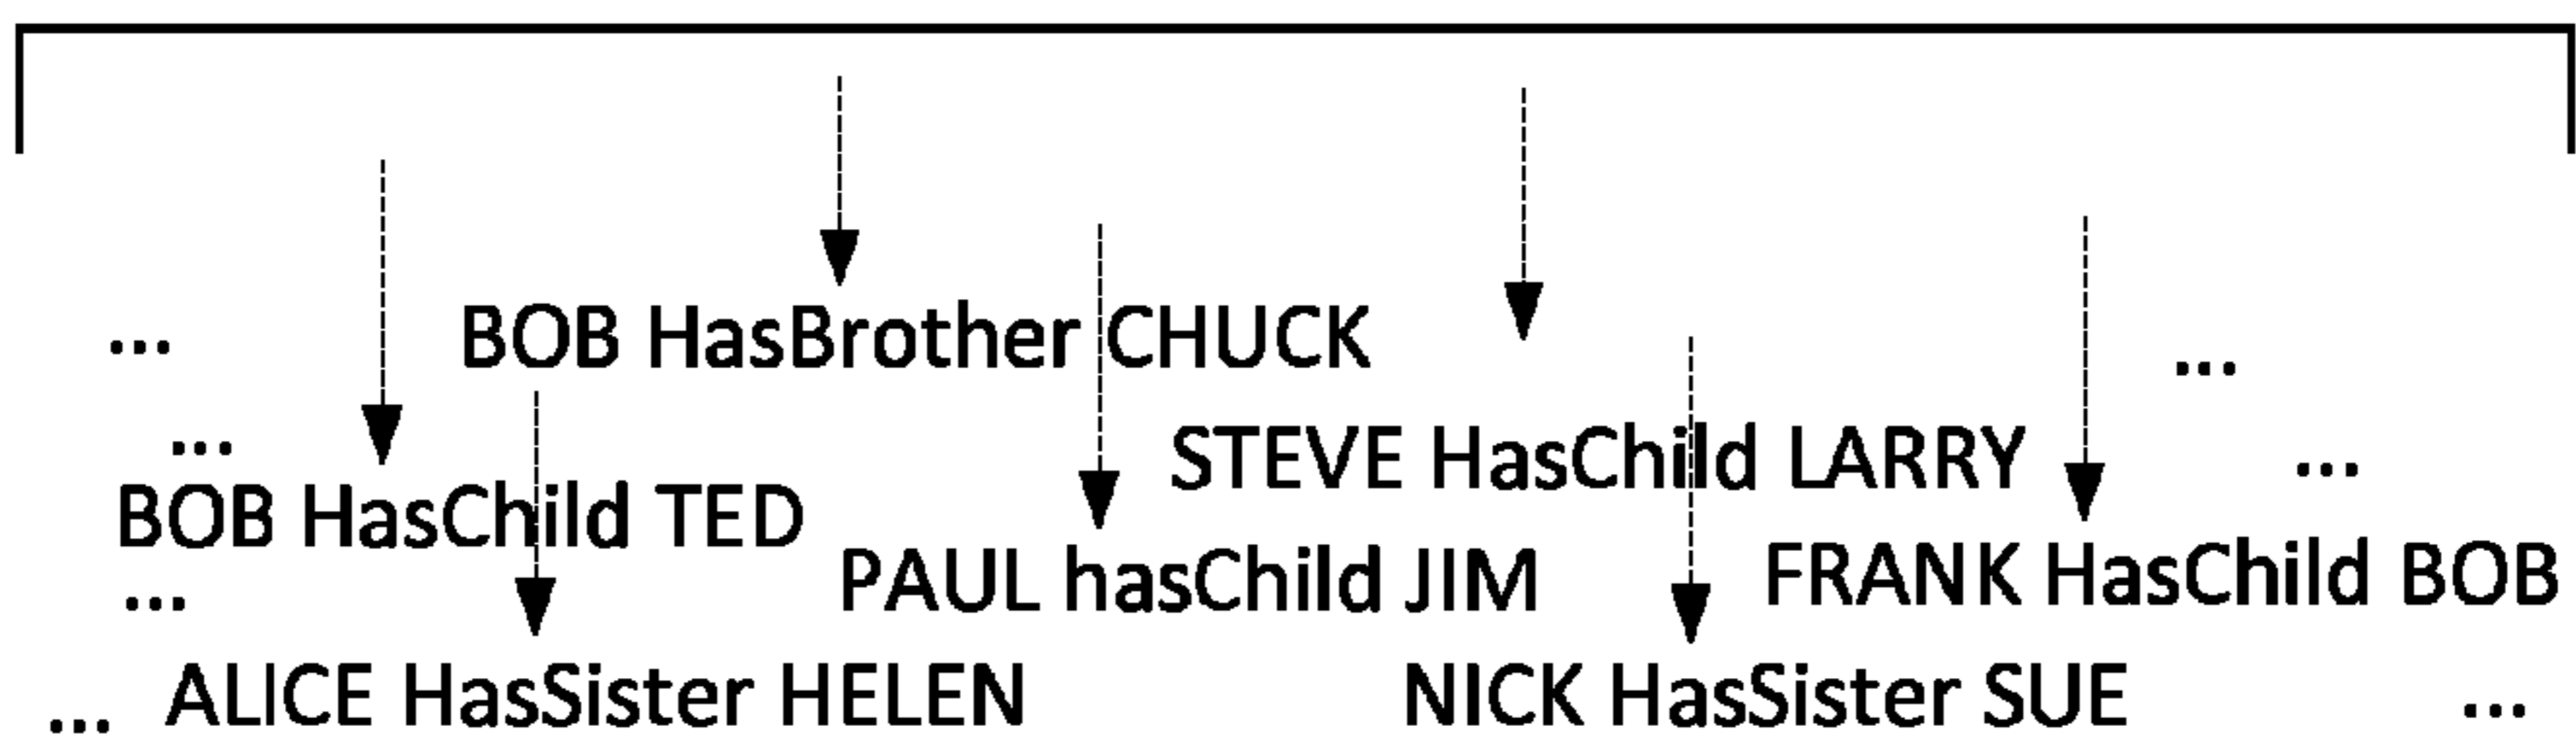 ... BOB HasBrother CHUCK ...
... STEVE HasChild LARRY ...
BOB HasChild TED
... PAUL hasChild JIM FRANK HasChild BOB
... ALICE HasSister HELEN NICK HasSister SUE ...